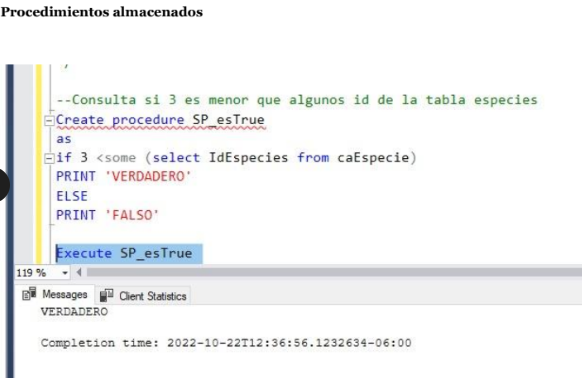 Procedimientos almacenados
--Consulta si 3 es menor que algunos id de la tabla especies
Create procedure SP_esTrue
as
if 3 <some (select IdEspecies from caEspecie)
PRINT 'VERDADERO'
ELSE
PRINT 'FALSO'
Execute SP_esTrue
119 %
Messages Client Statistics
VERDADERO
Completion time: 2022-10-22T12:36:56.1232634-06:00